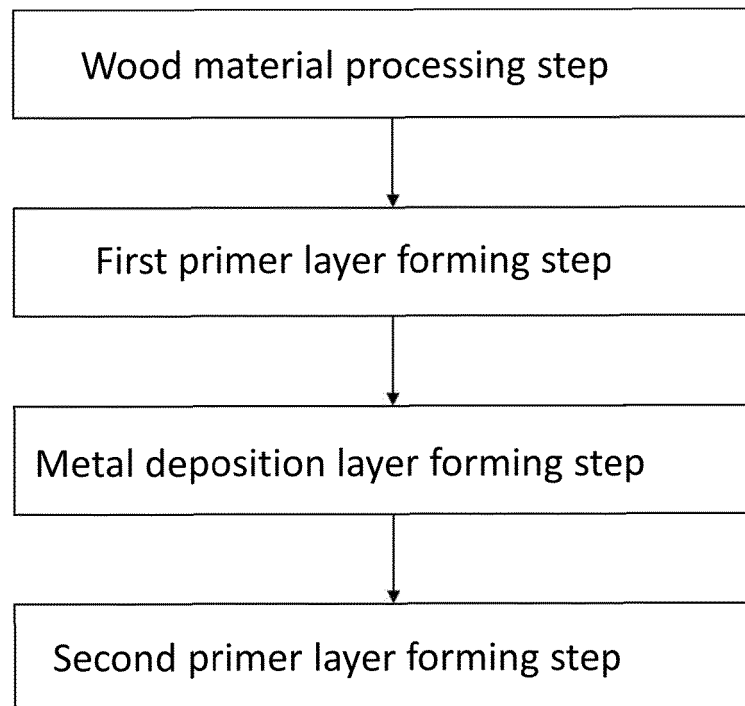 Wood material processing step
First primer layer forming step
Metal deposition layer forming step
Second primer layer forming step